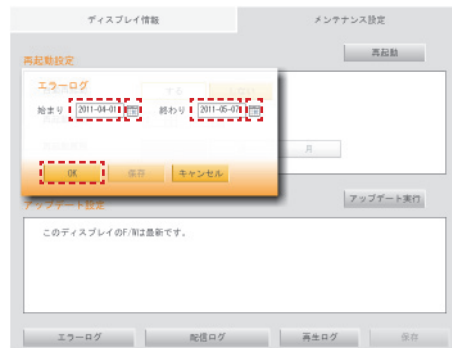 ディスプレイ情報
メンテナンス設定
再起動設定
再起動
エラーログ
する
しない
始まり 2011-04-01 終わり 2011-05-07
月
OK 保存 キャンセル
アップデート設定
アップデート実行
このディスプレイのF/Wは最新です。
エラーログ 配信ログ 再生ログ 保存